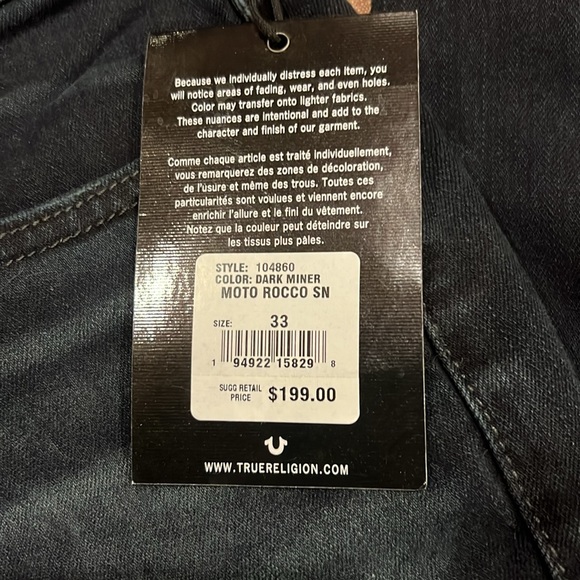 Because we individually distress each item, you
will notice areas of fading, wear, and even holes.
Color may transfer onto lighter fabrics.
These nuances are intentional and add to the
character and finish of our garment.
Comme chaque article est traité individuellement,
vous remarquerez des zones de décoloration,
de l'úsúre et même des trous. Toutes ces
particularités sont voulues et viennent encore
enrichir l'allure et le fini du vêtement.
Notez que la couleur peut déteindre sur
les tissus plus pâles.
STYLE: 104860
COLOR: DARK MINER
MOTO ROCCO SN
SIZE: 33
1 94922 15829 8
SUGG RETAIL
PRICE $199.00
WWW.TRUERELIGION.COM